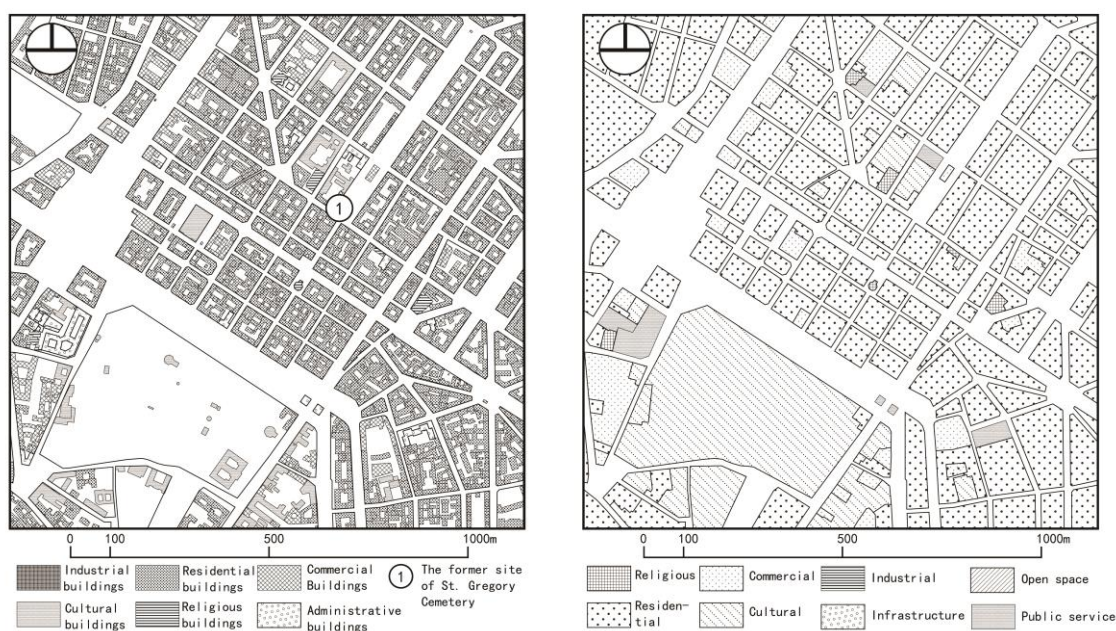 1
0 100 500 1000m
Industrial buildings
Residential buildings
Commercial Buildings
1 The former site of St. Gregory Cemetery
Cultural buildings
Religious buildings
Administrative buildings
0 100 500 1000m
Religious
Commercial
Industrial
Open space
Residen-
tial
Cultural
Infrastructure
Public service